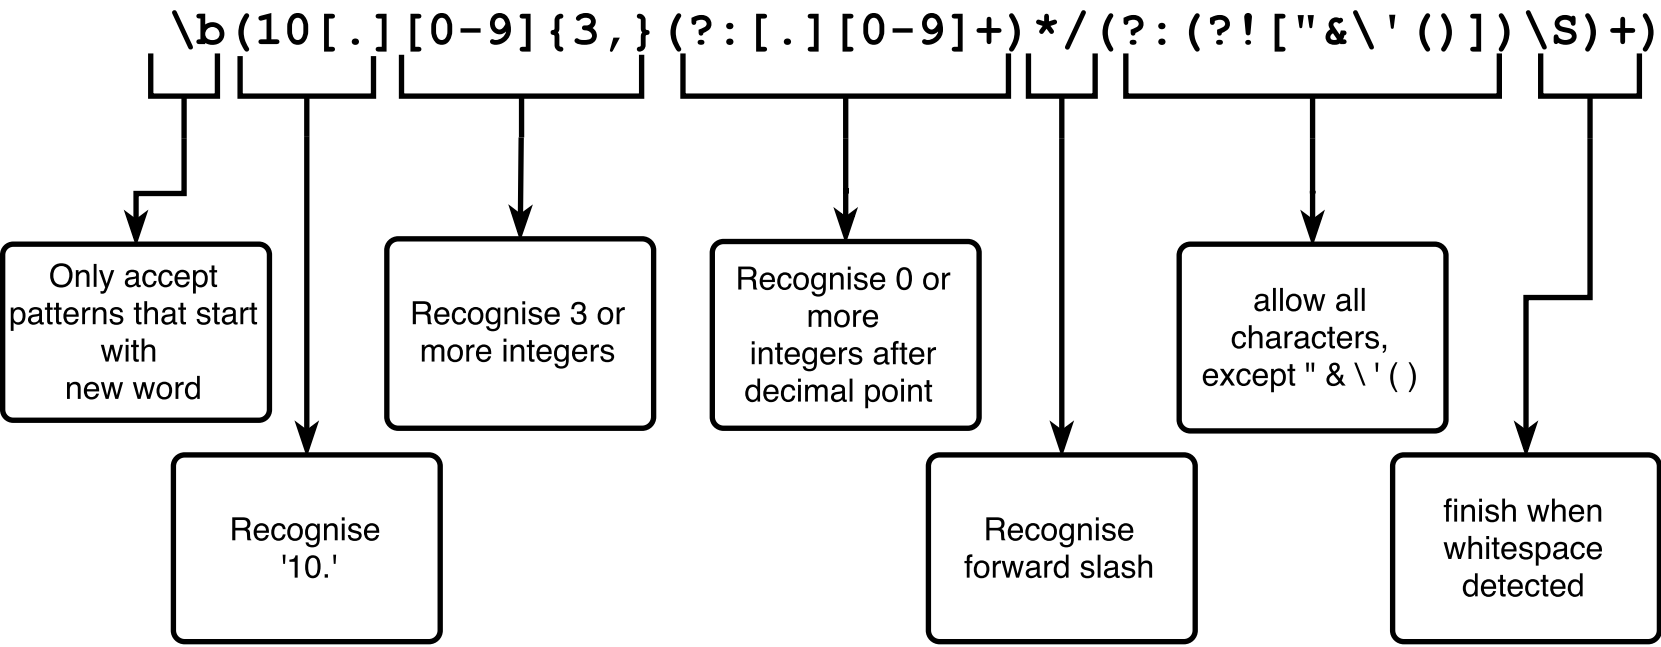 \b(10[.][0-9]{3,}(?:[.][0-9]+)*/(?:(?!["&\'()])\S)+)
Only accept
patterns that start
with
new word
Recognise 3 or
more integers
Recognise 0 or
more
integers after
decimal point
allow all
characters,
except " & \ ' ( )
Recognise
'10.'
Recognise
forward slash
finish when
whitespace
detected